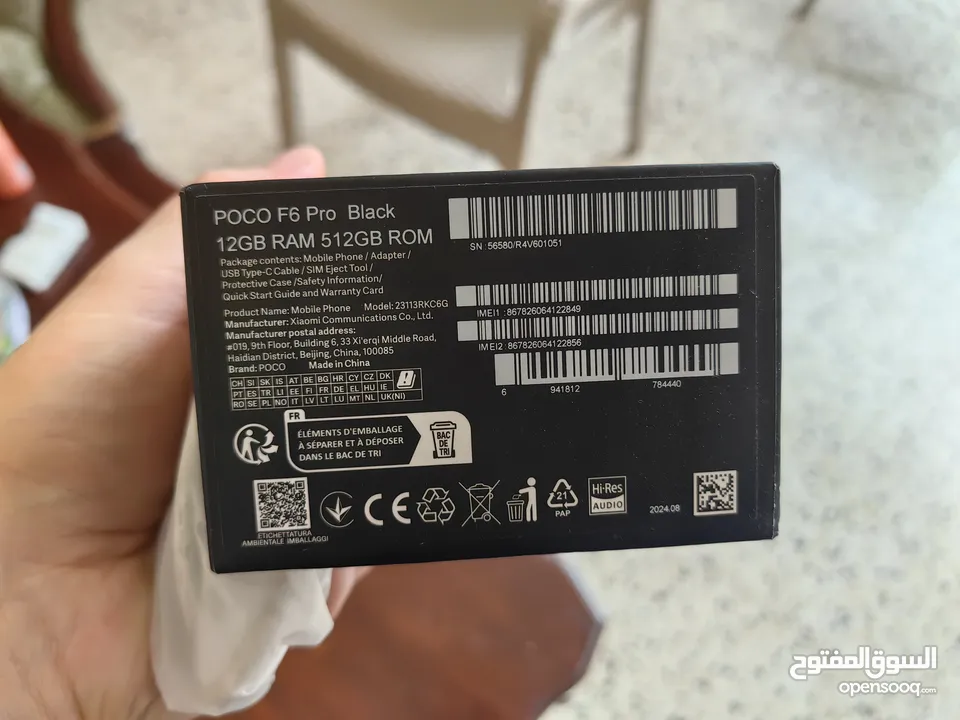 POCO F6 Pro Black
12GB RAM 512GB ROM
Package contents: Mobile Phone / Adapter /
USB Type-C Cable / SIM Eject Tool /
Protective Case /Safety Information/
Quick Start Guide and Warranty Card
Product Name: Mobile Phone Model: 23113RKC6G
Manufacturer: Xiaomi Communications Co., Ltd.
Manufacturer postal address:
#019, 9th Floor, Building 6, 33 Xi'erqi Middle Road,
Haidian District, Beijing, China, 100085
Brand: POCO Made in China
CH SI SK IS AT BE BG HR CY CZ DK
PT ES TR LI EE FI FR DE EL HU IE
RO SE PL NO IT LV LT LU MT NL UK(NI)
SN: 56580/R4V601051
IMEI1 : 867826064122849
IMEI2 : 867826064122856
6 941812 784440
FR
ÉLÉMENTS D'EMBALLAGE
À SÉPARER ET À DÉPOSER
DANS LE BAC DE TRI
BAC
DE
TRI
ETICHETTATURA
AMBIENTALE IMBALLAGGI
CE
21
PAP
Hi-Res
AUDIO
2024.08
السوق المفتوح
opensooq.com